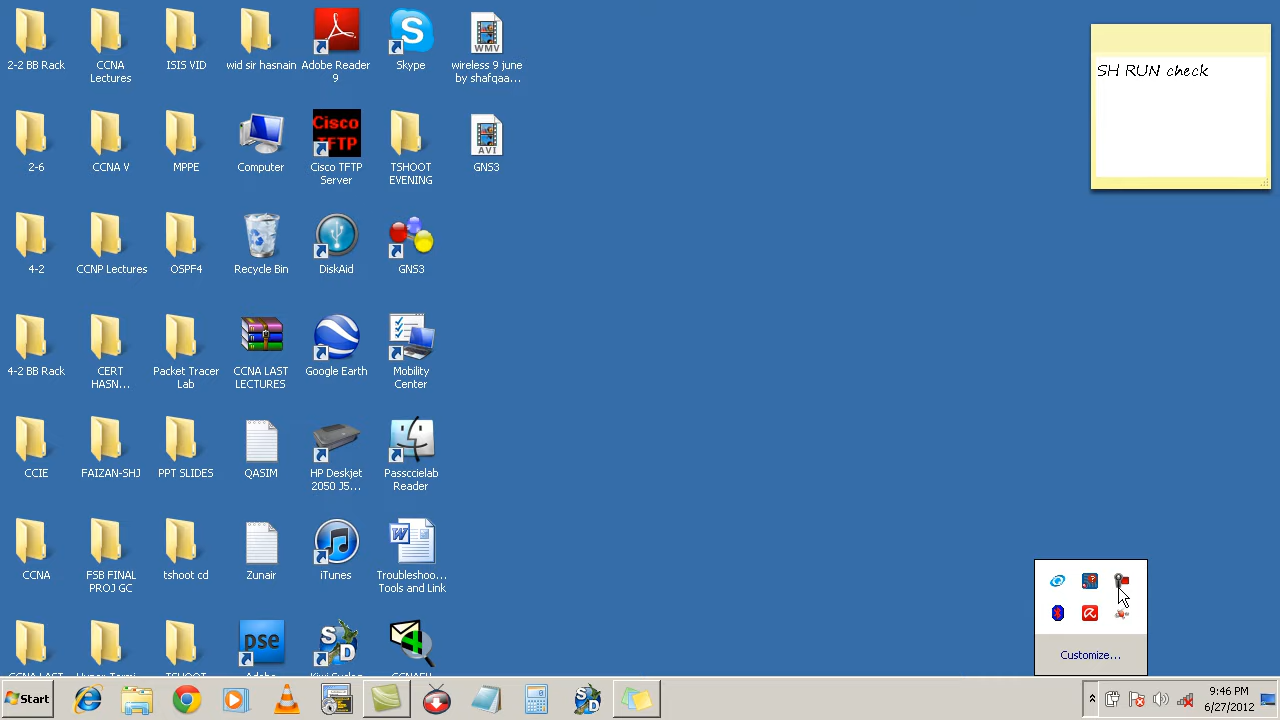 2-2 BB Rack
CCNA
Lectures
ISIS VID
wid sir hasnain
Adobe Reader
9
Skype
WMV
wireless 9 june
by shafqaa...
2-6
CCNA V
MPPE
Computer
Cisco
TFTP
Cisco TFTP
Server
TSHOOT
EVENING
AVI
GNS3
4-2
CCNP Lectures
OSPF4
Recycle Bin
DiskAid
GNS3
4-2 BB Rack
CERT
HASN...
Packet Tracer
Lab
CCNA LAST
LECTURES
Google Earth
Mobility
Center
CCIE
FAIZAN-SHJ
PPT SLIDES
QASIM
HP Deskjet
2050 J5...
Passccielab
Reader
CCNA
FSB FINAL
PROJ GC
tshoot cd
Zunair
iTunes
Troubleshoo...
Tools and Link
CCNA LAST
TSHOOT
pse
Adobe
SH RUN check
Customize...
Start
9:46 PM
6/27/2012